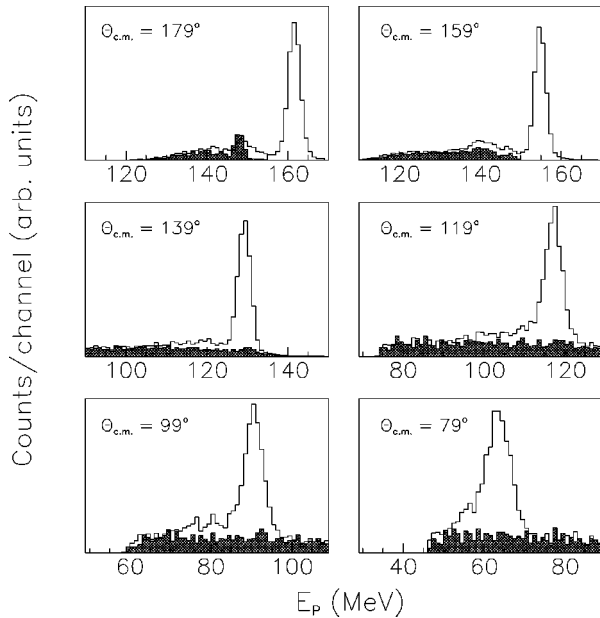 Counts/channel (arb. units)
Θc.m. = 179°
Θc.m. = 159°
120 140 160
120 140 160
Θc.m. = 139°
Θc.m. = 119°
100 120 140
80 100 120
Θc.m. = 99°
Θc.m. = 79°
60 80 100
40 60 80
EP (MeV)